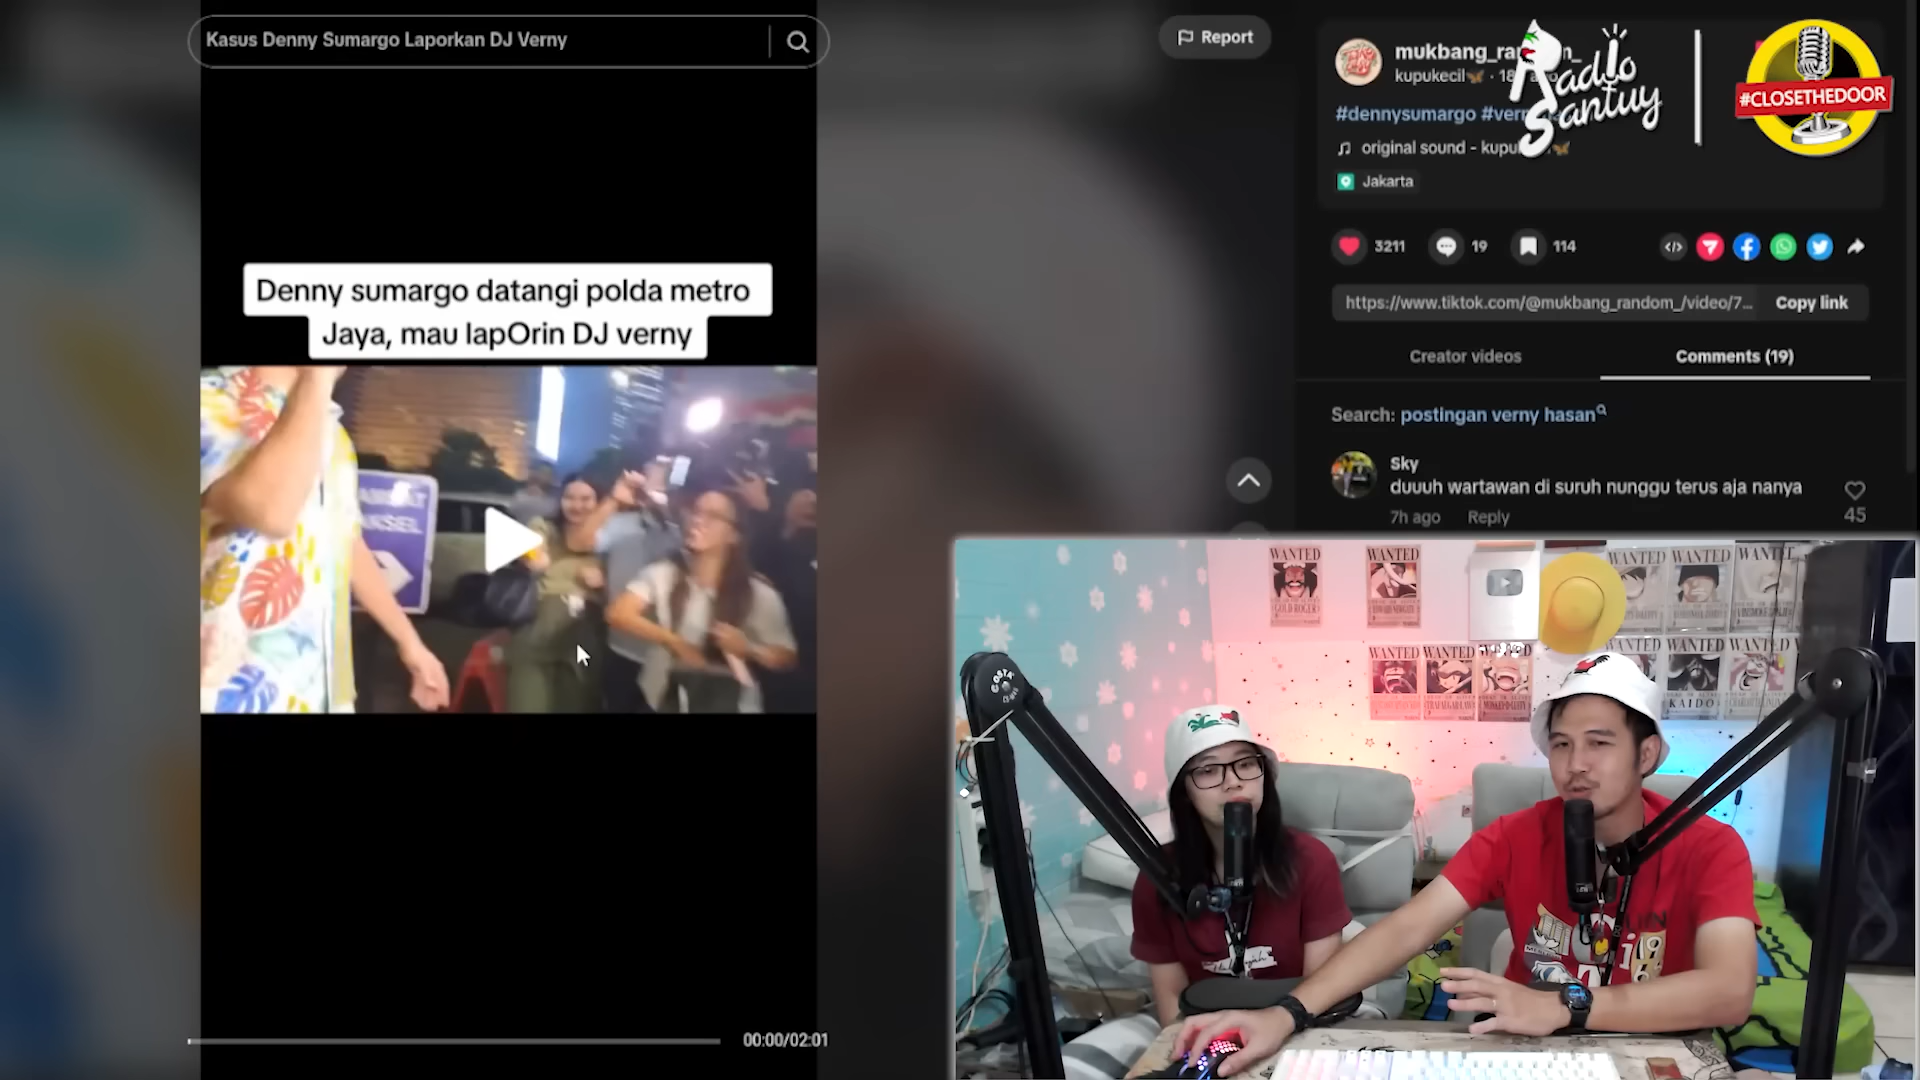 Kasus Denny Sumargo Laporkan DJ Verny
Report
mukbang_ra
kupukecil
#dennysumargo
original sound -
Jakarta
Radio
Santuy
#CLOSETHEDOOR
3211
19
114
https://www.tiktok.com/@mukbang_random_/video/7...
Copy link
Creator videos
Comments (19)
Search: postingan verny hasan
Sky
duuuh wartawan di suruh nunggu terus aja nanya
7h ago
Reply
45
Denny sumargo datangi polda metro
Jaya, mau lapOrin DJ verny
00:00/02:01
WANTED
WANTED
WANTED
WANTED
GOLD ROGER
WANTED
WANTED
WANTED
WANTED
KAIDO